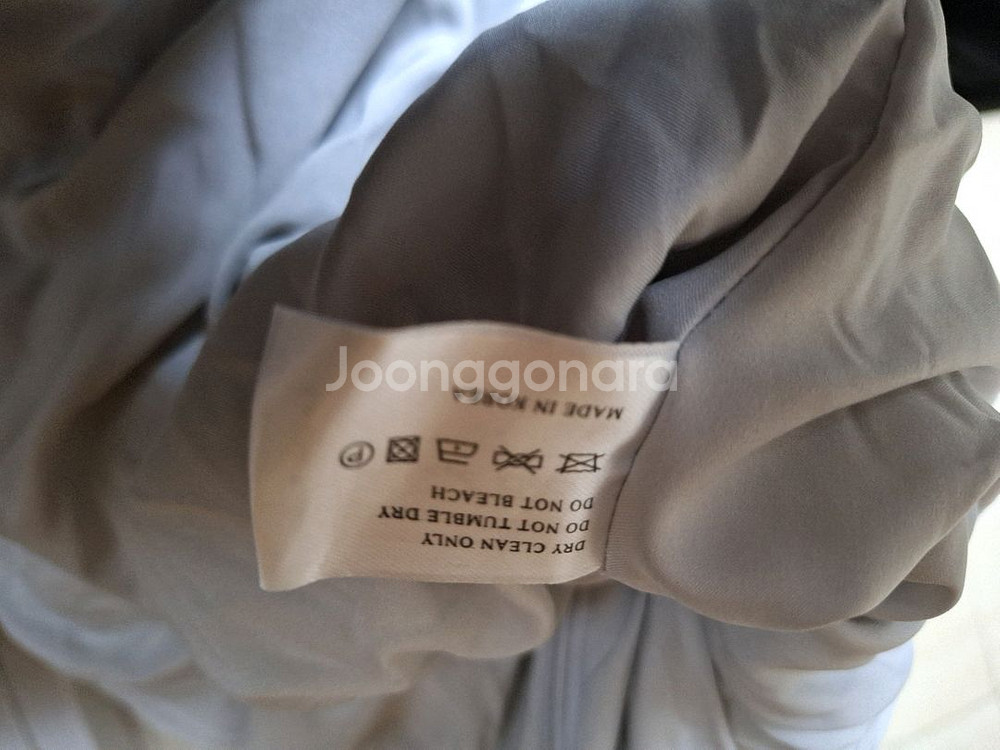 Joonggonara
DRY CLEAN ONLY
DO NOT TUMBLE DRY
DO NOT BLEACH
P
MADE IN KOREA